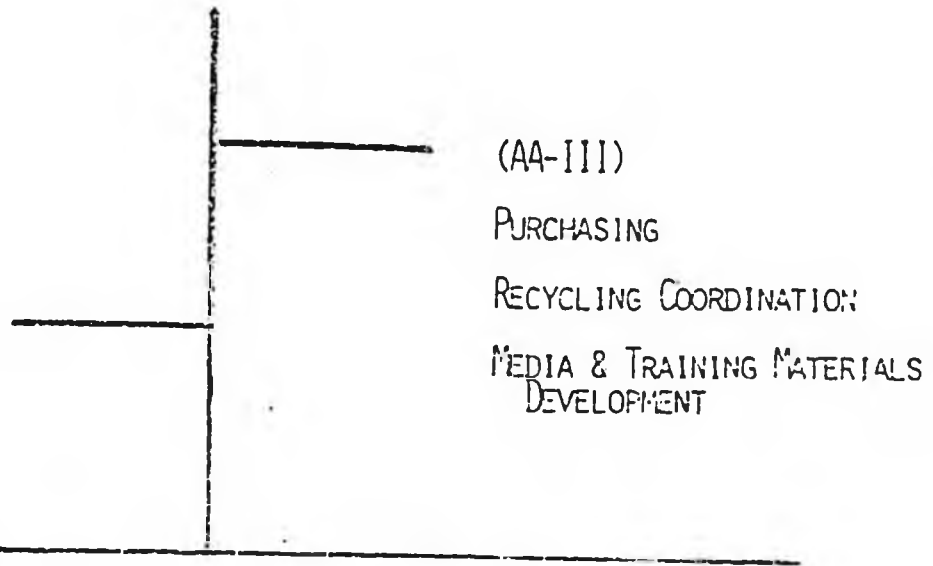 (AA-III)
PURCHASING
RECYCLING COORDINATION
MEDIA & TRAINING MATERIALS
DEVELOPMENT